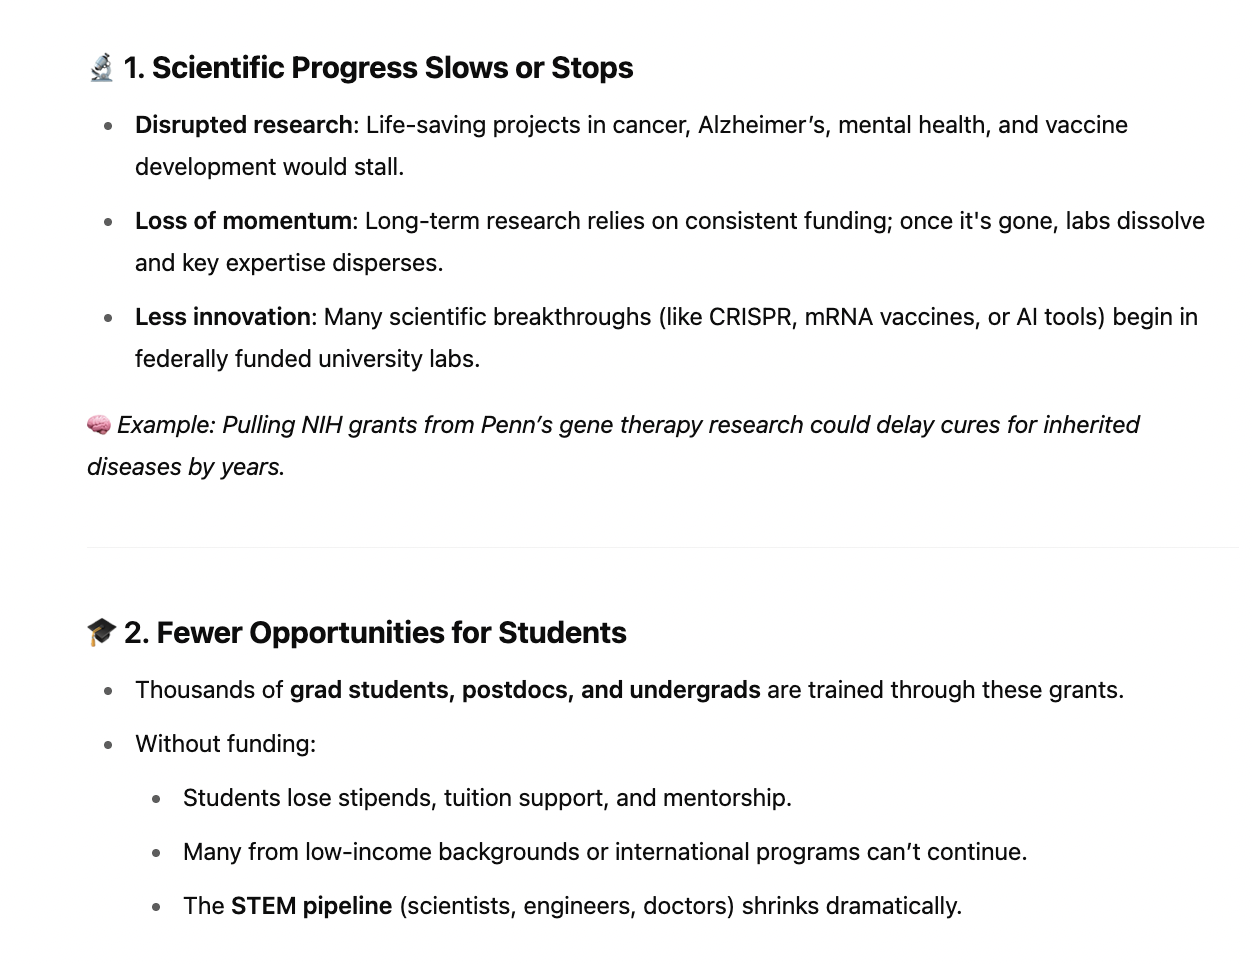 🔬 1. Scientific Progress Slows or Stops
• Disrupted research: Life-saving projects in cancer, Alzheimer’s, mental health, and vaccine
development would stall.
• Loss of momentum: Long-term research relies on consistent funding; once it's gone, labs dissolve
and key expertise disperses.
• Less innovation: Many scientific breakthroughs (like CRISPR, mRNA vaccines, or AI tools) begin in
federally funded university labs.
🧠 Example: Pulling NIH grants from Penn’s gene therapy research could delay cures for inherited
diseases by years.
🎓 2. Fewer Opportunities for Students
• Thousands of grad students, postdocs, and undergrads are trained through these grants.
• Without funding:
• Students lose stipends, tuition support, and mentorship.
• Many from low-income backgrounds or international programs can’t continue.
• The STEM pipeline (scientists, engineers, doctors) shrinks dramatically.